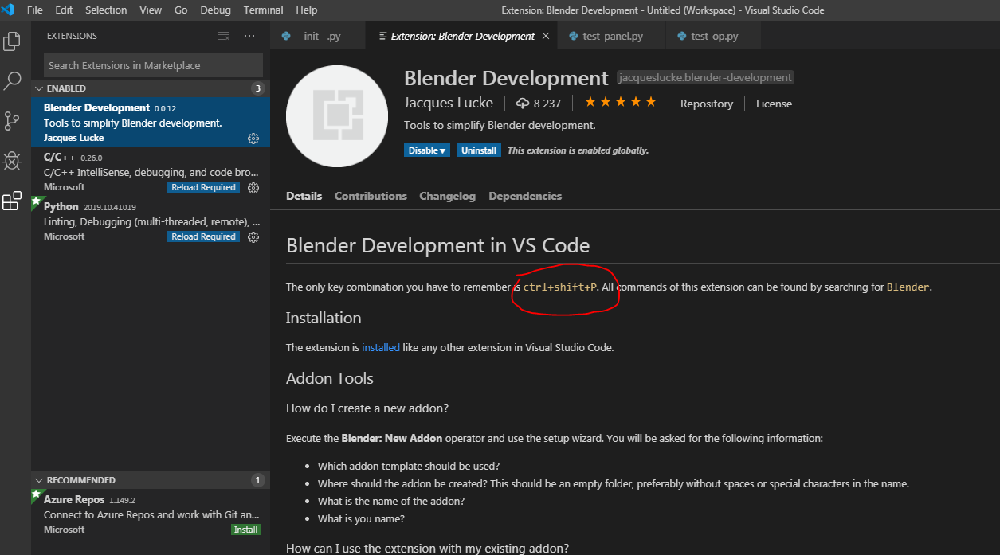 File Edit Selection View Go Debug Terminal Help Extension: Blender Development - Untitled (Workspace) - Visual Studio Code
EXTENSIONS
Search Extensions in Marketplace
ENABLED 3
Blender Development 0.0.12
Tools to simplify Blender development.
Jacques Lucke
C/C++ 0.26.0
C/C++ IntelliSense, debugging, and code bro...
Microsoft Reload Required
Python 2019.10.41019
Linting, Debugging (multi-threaded, remote), ...
Microsoft Reload Required
RECOMMENDED 1
Azure Repos 1.149.2
Connect to Azure Repos and work with Git an...
Microsoft Install
__init__.py Extension: Blender Development test_panel.py test_op.py
Blender Development jacqueslucke.blender-development
Jacques Lucke 8 237 Repository License
Tools to simplify Blender development.
Disable Uninstall This extension is enabled globally.
Details Contributions Changelog Dependencies
Blender Development in VS Code
The only key combination you have to remember is ctrl+shift+P. All commands of this extension can be found by searching for Blender.
Installation
The extension is installed like any other extension in Visual Studio Code.
Addon Tools
How do I create a new addon?
Execute the Blender: New Addon operator and use the setup wizard. You will be asked for the following information:
• Which addon template should be used?
• Where should the addon be created? This should be an empty folder, preferably without spaces or special characters in the name.
• What is the name of the addon?
• What is you name?
How can I use the extension with my existing addon?